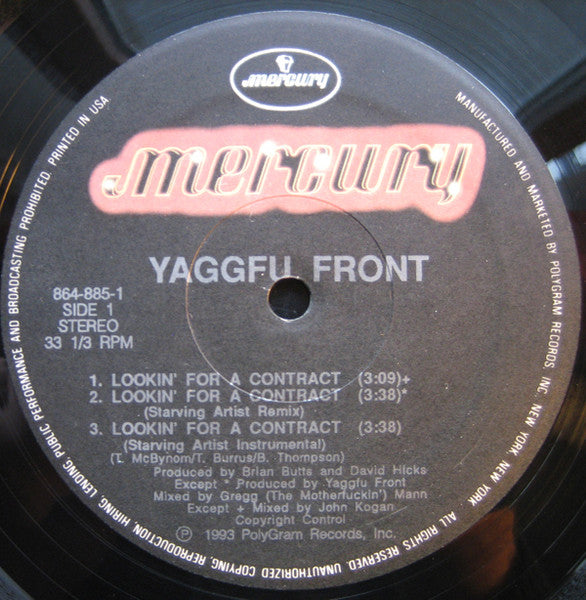 mercury
mercury
YAGGFU FRONT
864-885-1
SIDE 1
STEREO
33 1/3 RPM
1. LOOKIN' FOR A CONTRACT (3:09)+
2. LOOKIN' FOR A CONTRACT (3:38)*
(Starving Artist Remix)
3. LOOKIN' FOR A CONTRACT (3:38)
(Starving Artist Instrumental)
(T. McBynom/T. Burrus/B. Thompson)
Produced by Brian Butts and David Hicks
Except * Produced by Yaggfu Front
Mixed by Gregg (The Motherfuckin') Mann
Except + Mixed by John Kogan
Copyright Control
℗ 1993 PolyGram Records, Inc.
MANUFACTURED AND MARKETED BY POLYGRAM RECORDS, INC., NEW YORK, NEW YORK. ALL RIGHTS RESERVED. UNAUTHORIZED COPYING, REPRODUCTION, HIRING, LENDING, PUBLIC PERFORMANCE AND BROADCASTING PROHIBITED. PRINTED IN USA